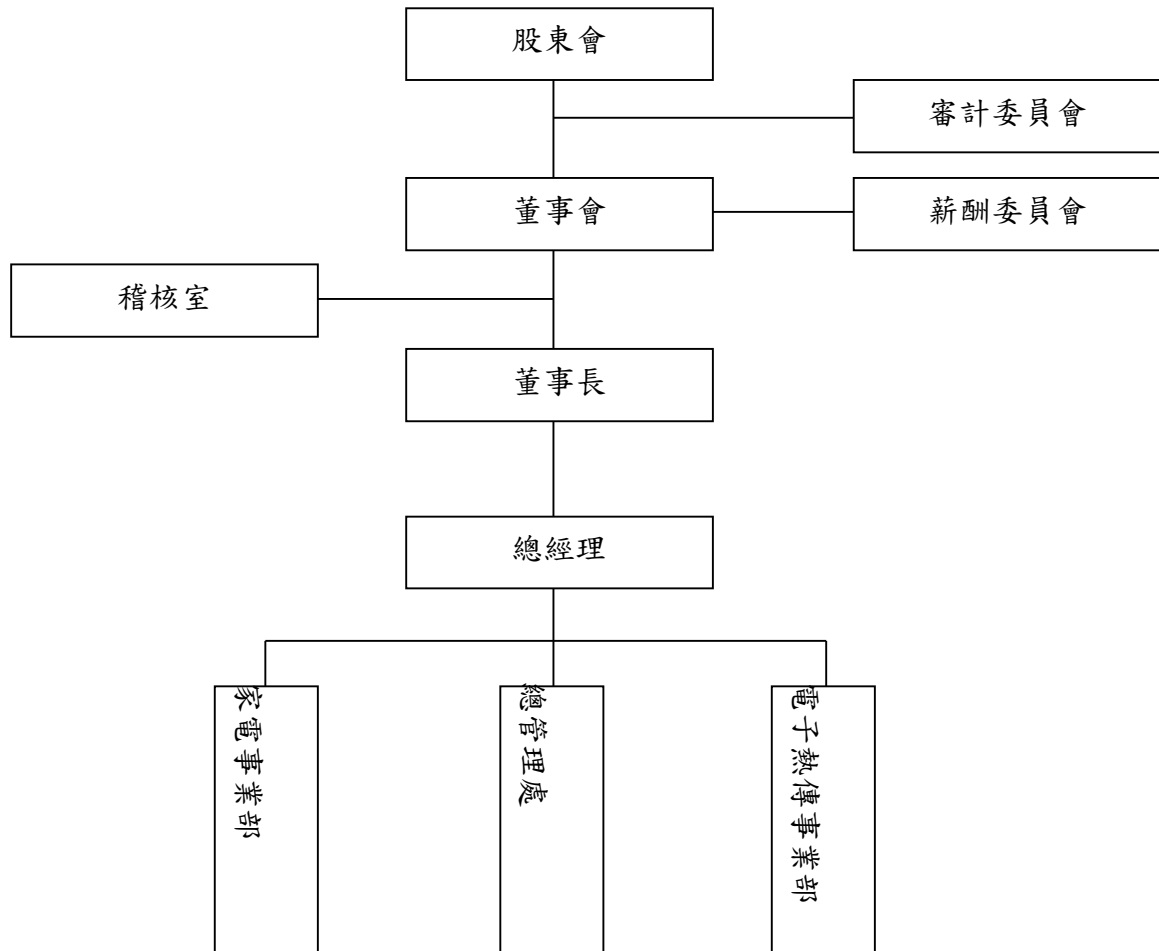 股東會
審計委員會
董事會
薪酬委員會
稽核室
董事長
總經理
家電事業部
總管理處
電子熱傳事業部